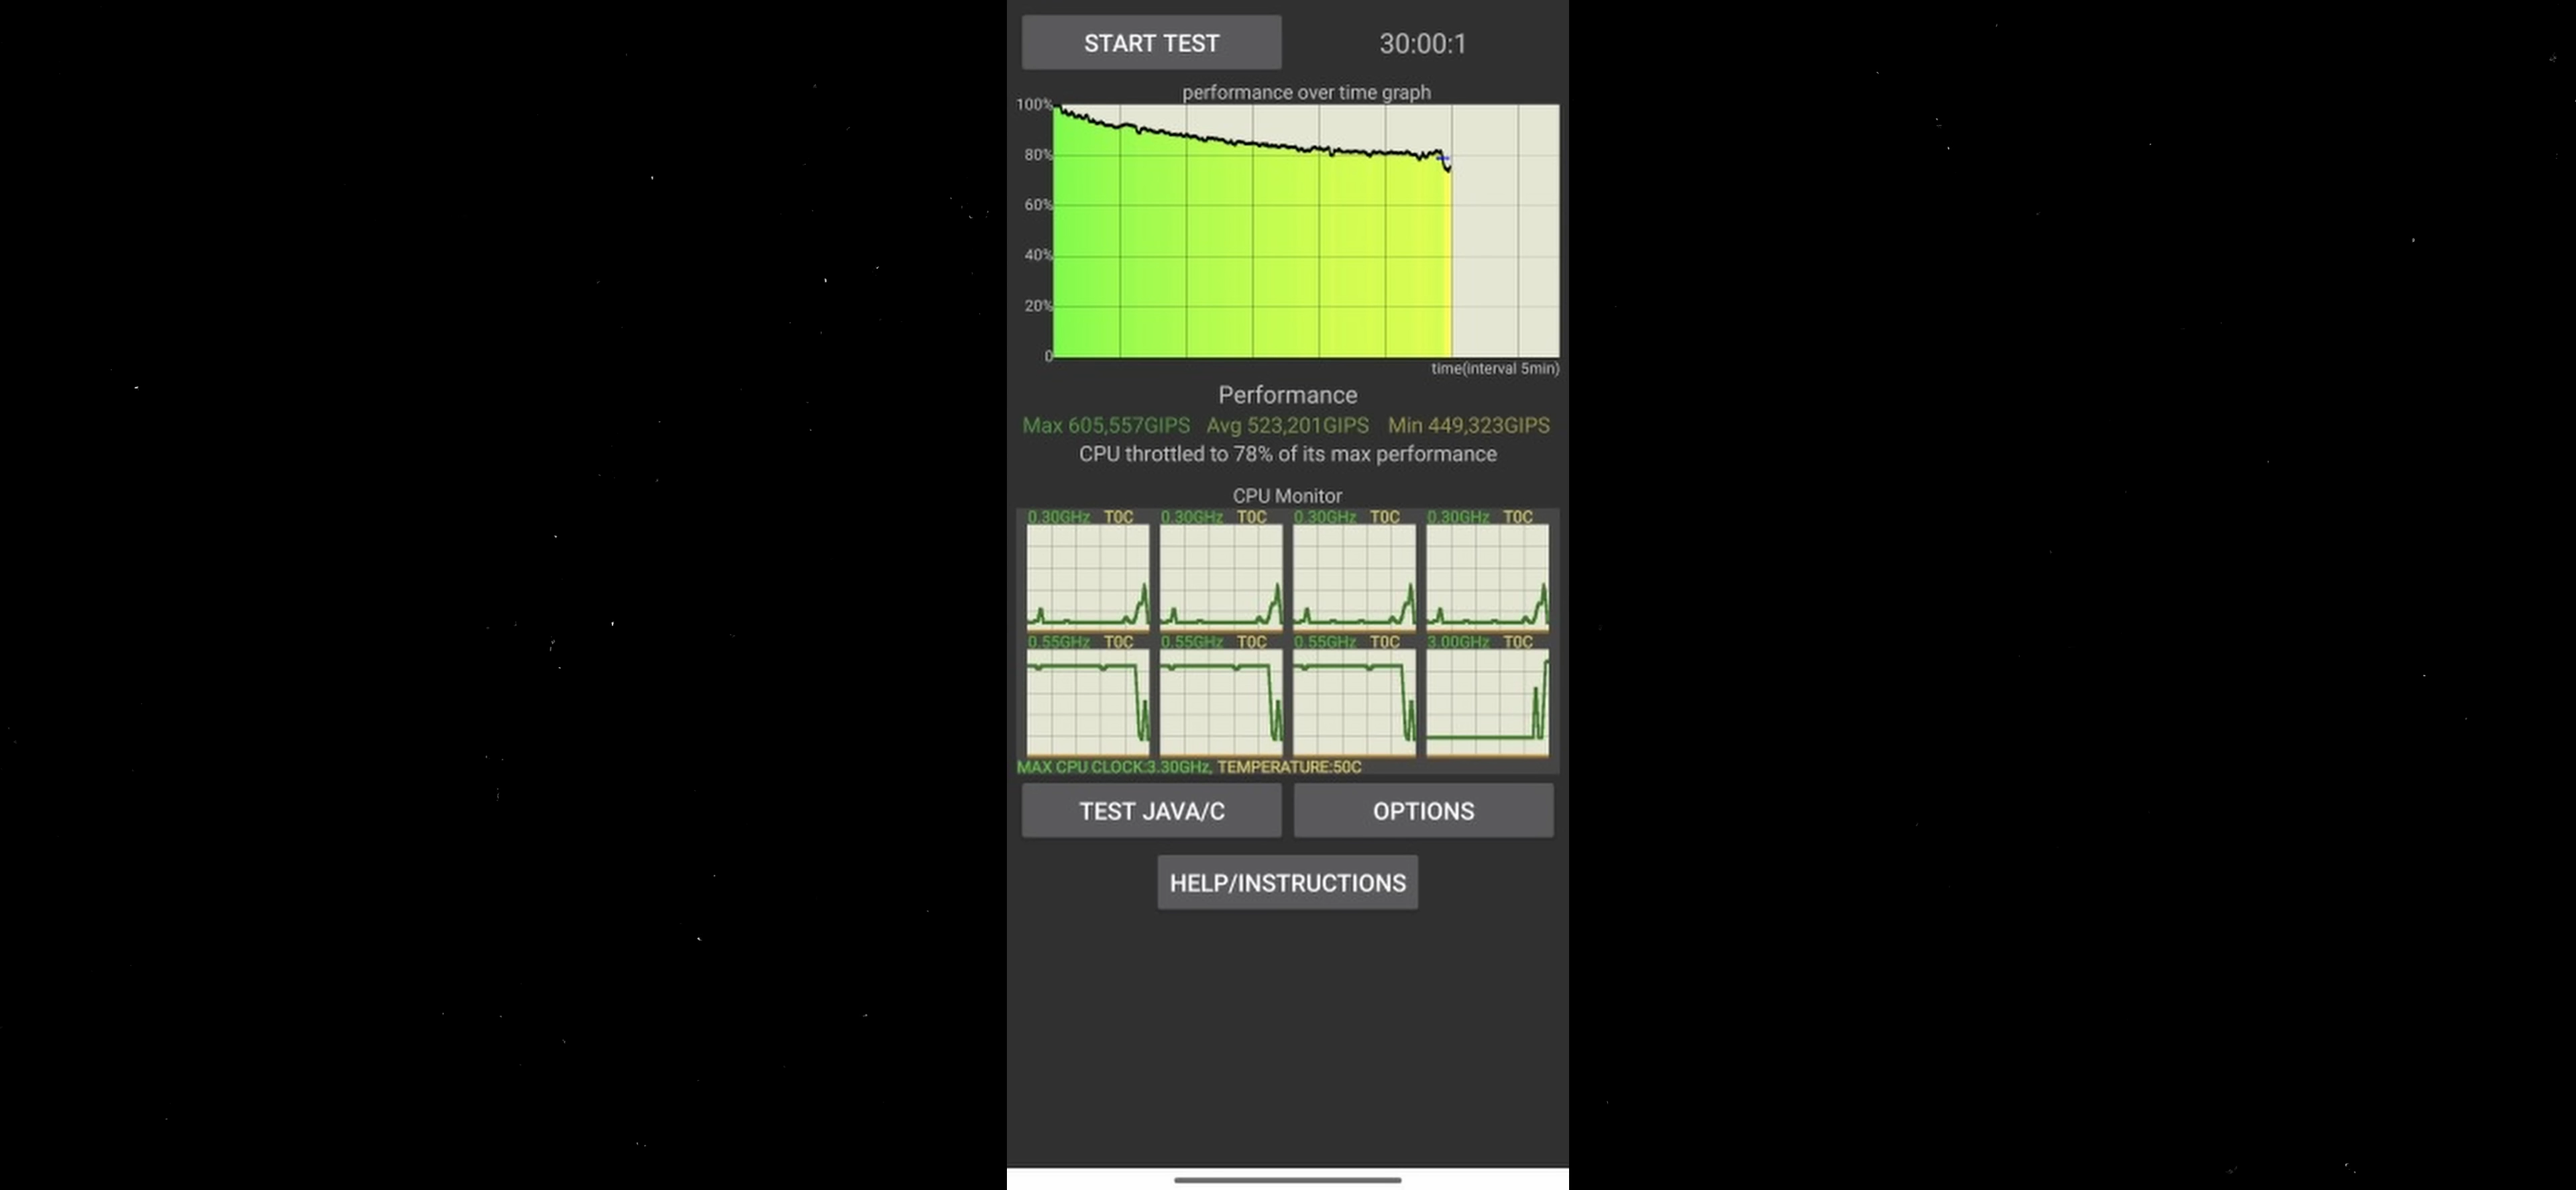 START TEST 30:00:1
performance over time graph
100%
80%
60%
40%
20%
0
time(interval 5min)
Performance
Max 605,557GIPS Avg 523,201GIPS Min 449,323GIPS
CPU throttled to 78% of its max performance
CPU Monitor
0.30GHz T0C 0.30GHz T0C 0.30GHz T0C 0.30GHz T0C
0.55GHz T0C 0.55GHz T0C 0.55GHz T0C 3.00GHz T0C
MAX CPU CLOCK:3.30GHz, TEMPERATURE:50C
TEST JAVA/C OPTIONS
HELP/INSTRUCTIONS